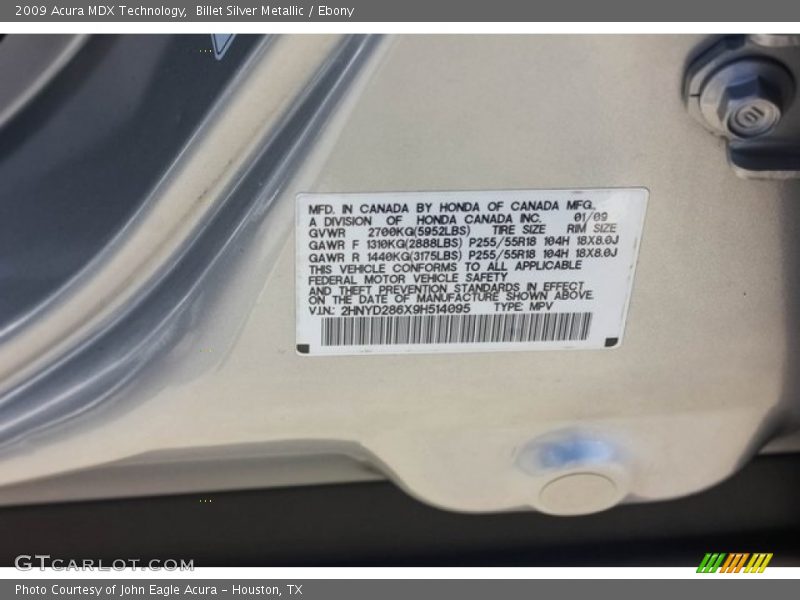 2009 Acura MDX Technology,  Billet Silver Metallic / Ebony
MFD. IN CANADA BY HONDA OF CANADA MFG.,
A DIVISION OF HONDA CANADA INC. 01/09
GVWR 2700KG(5952LBS) TIRE SIZE RIM SIZE
GAWR F 1310KG(2888LBS) P255/55R18 104H 18X8.0J
GAWR R 1440KG(3175LBS) P255/55R18 104H 18X8.0J
THIS VEHICLE CONFORMS TO ALL APPLICABLE
FEDERAL MOTOR VEHICLE SAFETY
AND THEFT PREVENTION STANDARDS IN EFFECT
ON THE DATE OF MANUFACTURE SHOWN ABOVE.
V.I.N.: 2HNYD286X9H514095 TYPE: MPV
GTCARLOT.COM
Photo Courtesy of John Eagle Acura - Houston, TX